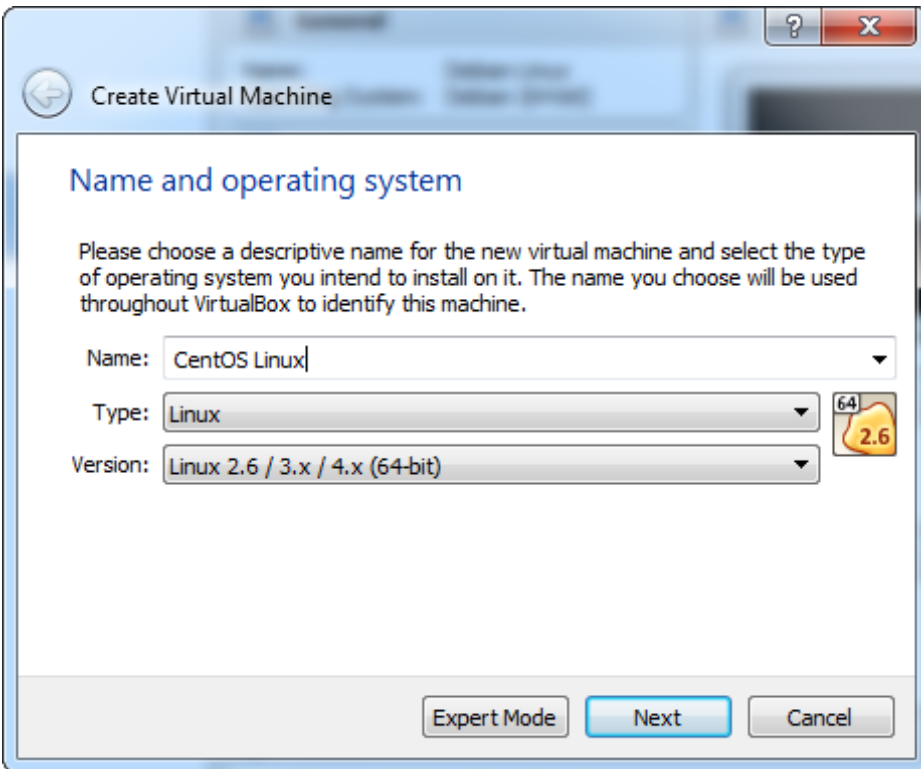 General
?
X
Create Virtual Machine
Name and operating system
Please choose a descriptive name for the new virtual machine and select the type
of operating system you intend to install on it. The name you choose will be used
throughout VirtualBox to identify this machine.
Name: CentOS Linux
Type: Linux
64
2.6
Version: Linux 2.6 / 3.x / 4.x (64-bit)
Expert Mode Next Cancel